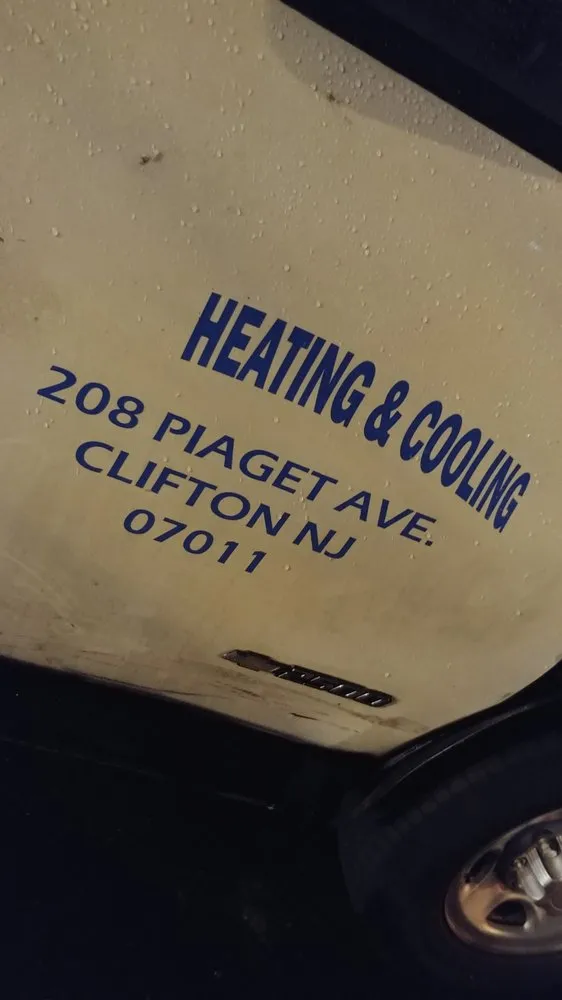 HEATING & COOLING
208 PIAGET AVE.
CLIFTON NJ
07011